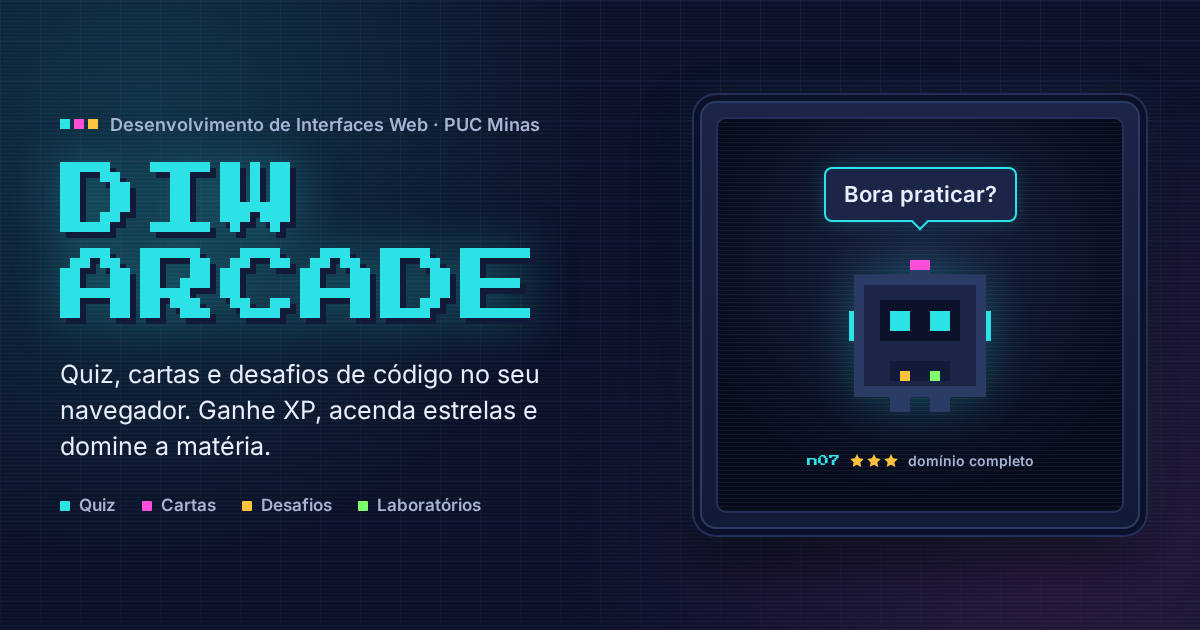 Desenvolvimento de Interfaces Web · PUC Minas
DIW
ARCADE
Quiz, cartas e desafios de código no seu
navegador. Ganhe XP, acenda estrelas e
domine a matéria.
Quiz Cartas Desafios Laboratórios
Bora praticar?
n07 ★★★ domínio completo